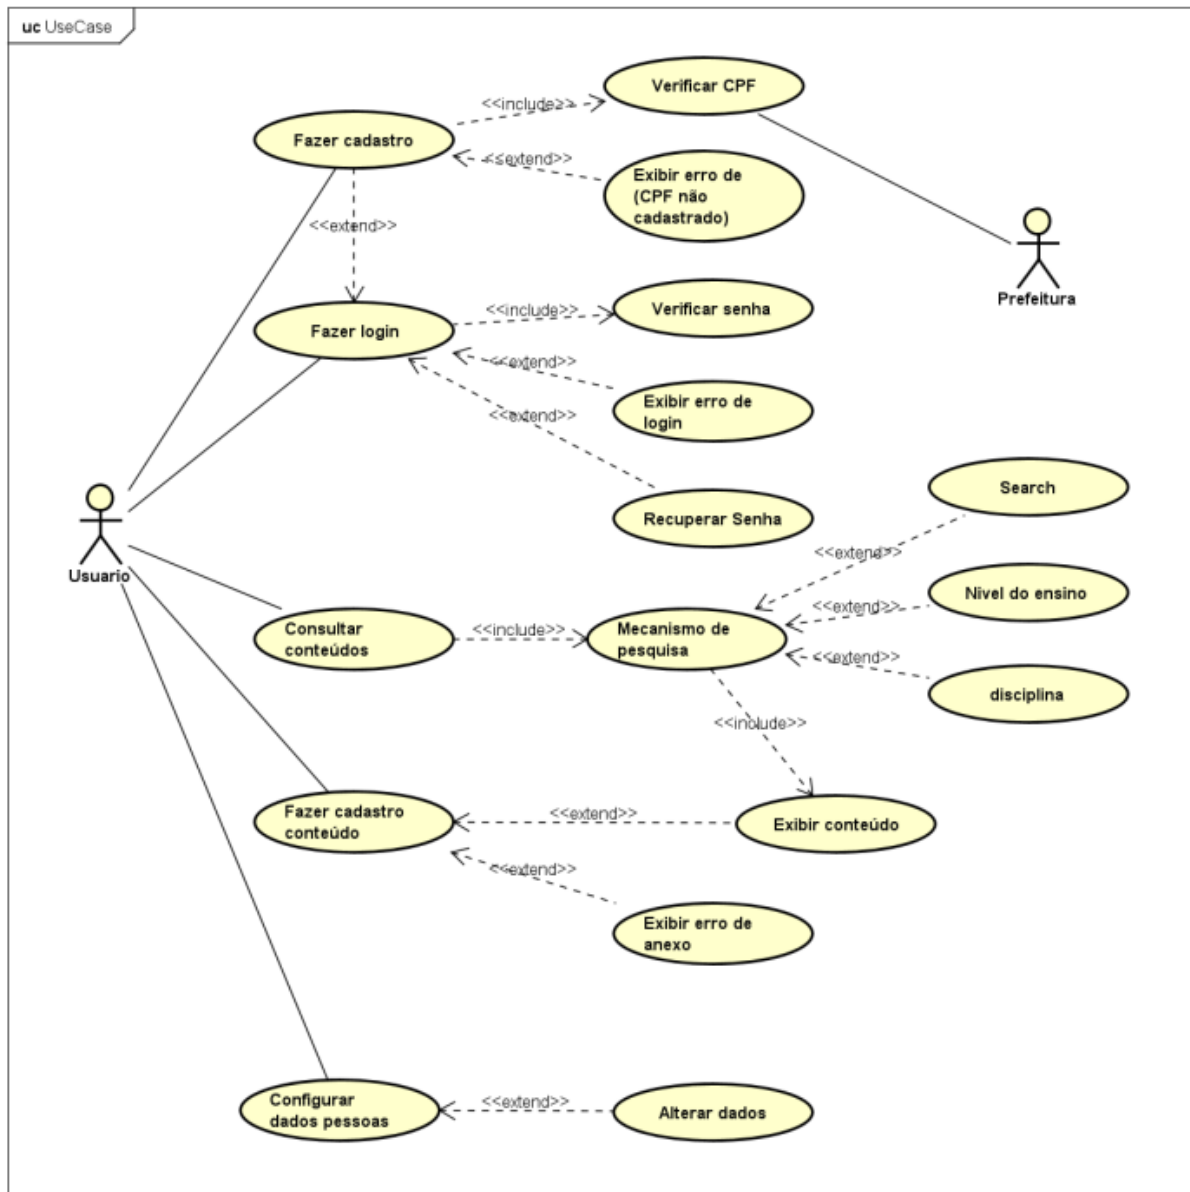 uc UseCase
Verificar CPF
<<include>>
Fazer cadastro
<<extend>>
Exibir erro de
(CPF não
cadastrado)
<<extend>>
Prefeitura
<<include>>
Verificar senha
Fazer login
<<extend>>
Exibir erro de
login
<<extend>>
Search
Recuperar Senha
<<extend>>
Usuario
Nivel do ensino
<<extend>>
Consultar
conteúdos
<<include>>
Mecanismo de
pesquisa
<<extend>>
disciplina
<<include>>
Fazer cadastro
conteúdo
<<extend>>
Exibir conteúdo
<<extend>>
Exibir erro de
anexo
Configurar
dados pessoas
<<extend>>
Alterar dados